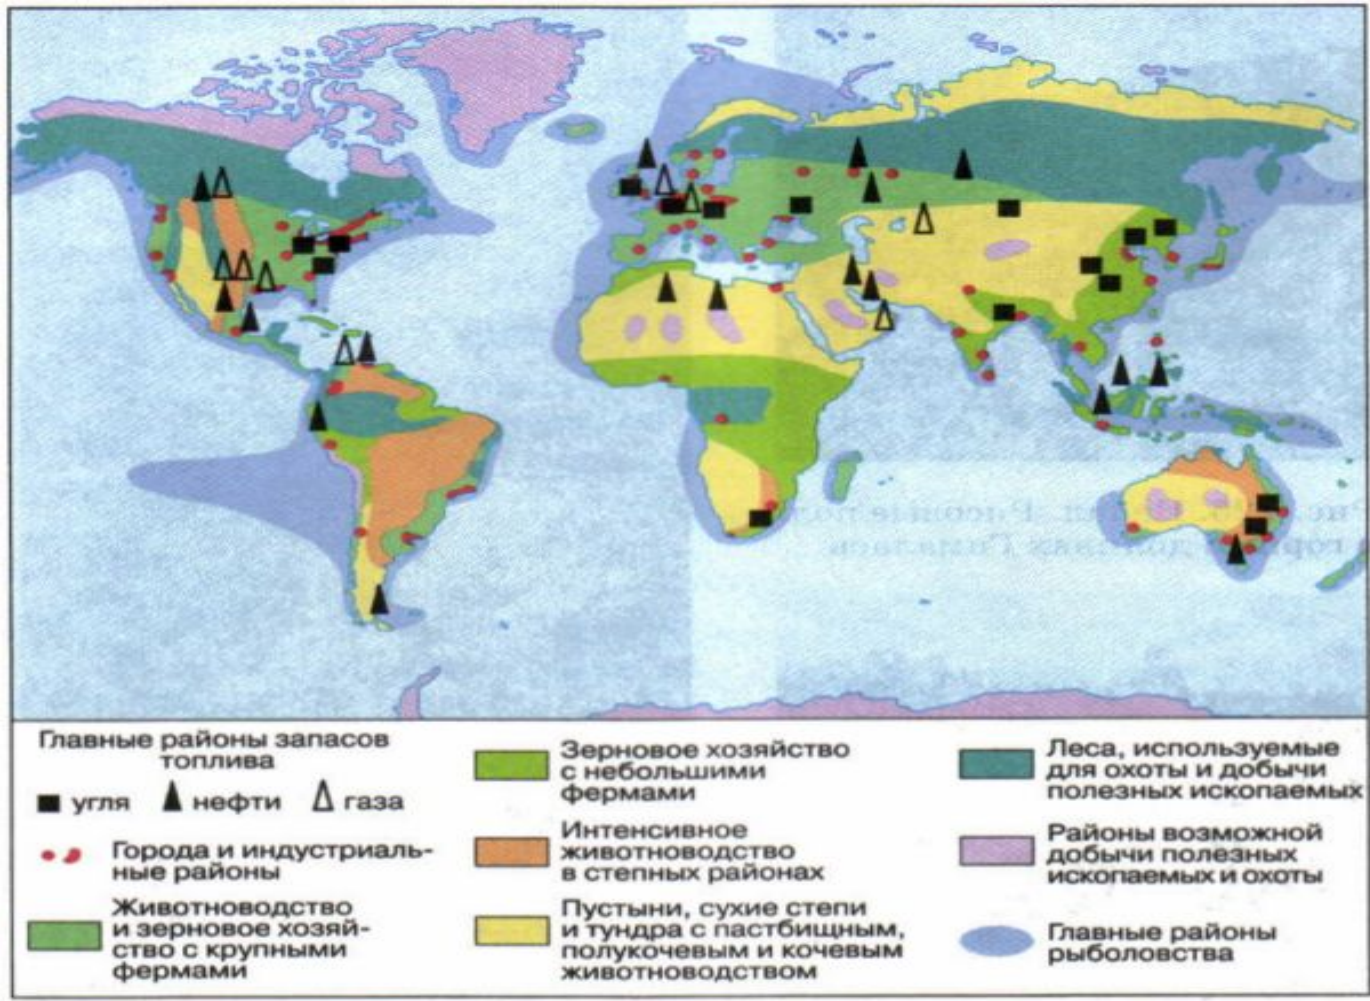 Главные районы запасов
топлива
угля нефти газа
Города и индустриаль-
ные районы
Животноводство
и зерновое хозяй-
ство с крупными
фермами
Зерновое хозяйство
с небольшими
фермами
Интенсивное
животноводство
в степных районах
Пустыни, сухие степи
и тундра с пастбищным,
полукочевым и кочевым
животноводством
Леса, используемые
для охоты и добычи
полезных ископаемых
Районы возможной
добычи полезных
ископаемых и охоты
Главные районы
рыболовства